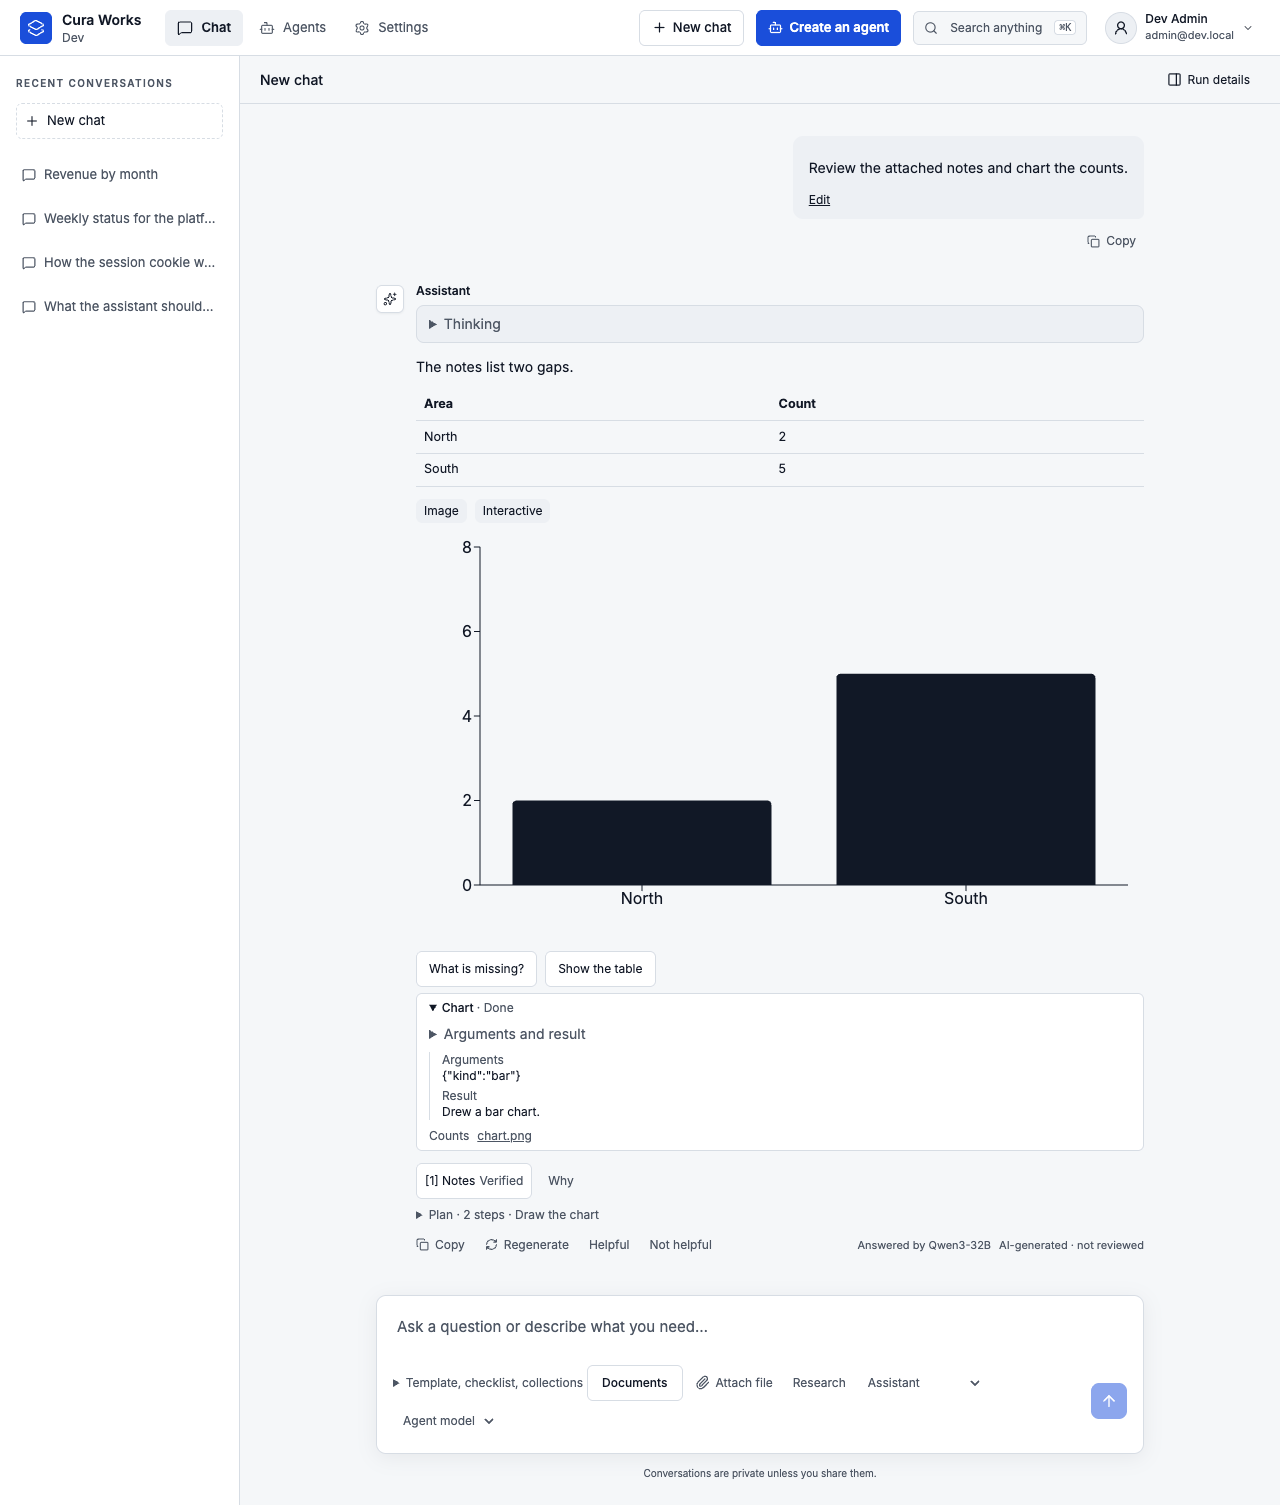 Cura Works
Dev
Chat
Agents
Settings
New chat
Create an agent
Search anything
⌘K
Dev Admin
admin@dev.local
RECENT CONVERSATIONS
New chat
Revenue by month
Weekly status for the platf...
How the session cookie w...
What the assistant should...
New chat
Run details
Review the attached notes and chart the counts.
Edit
Copy
Assistant
Thinking
The notes list two gaps.
Area Count
North 2
South 5
Image Interactive
8
6
4
2
0
North South
What is missing? Show the table
Chart · Done
Arguments and result
Arguments
{"kind":"bar"}
Result
Drew a bar chart.
Counts chart.png
[1] Notes Verified Why
Plan · 2 steps · Draw the chart
Copy Regenerate Helpful Not helpful Answered by Qwen3-32B AI-generated · not reviewed
Ask a question or describe what you need...
Template, checklist, collections Documents Attach file Research Assistant
Agent model
Conversations are private unless you share them.